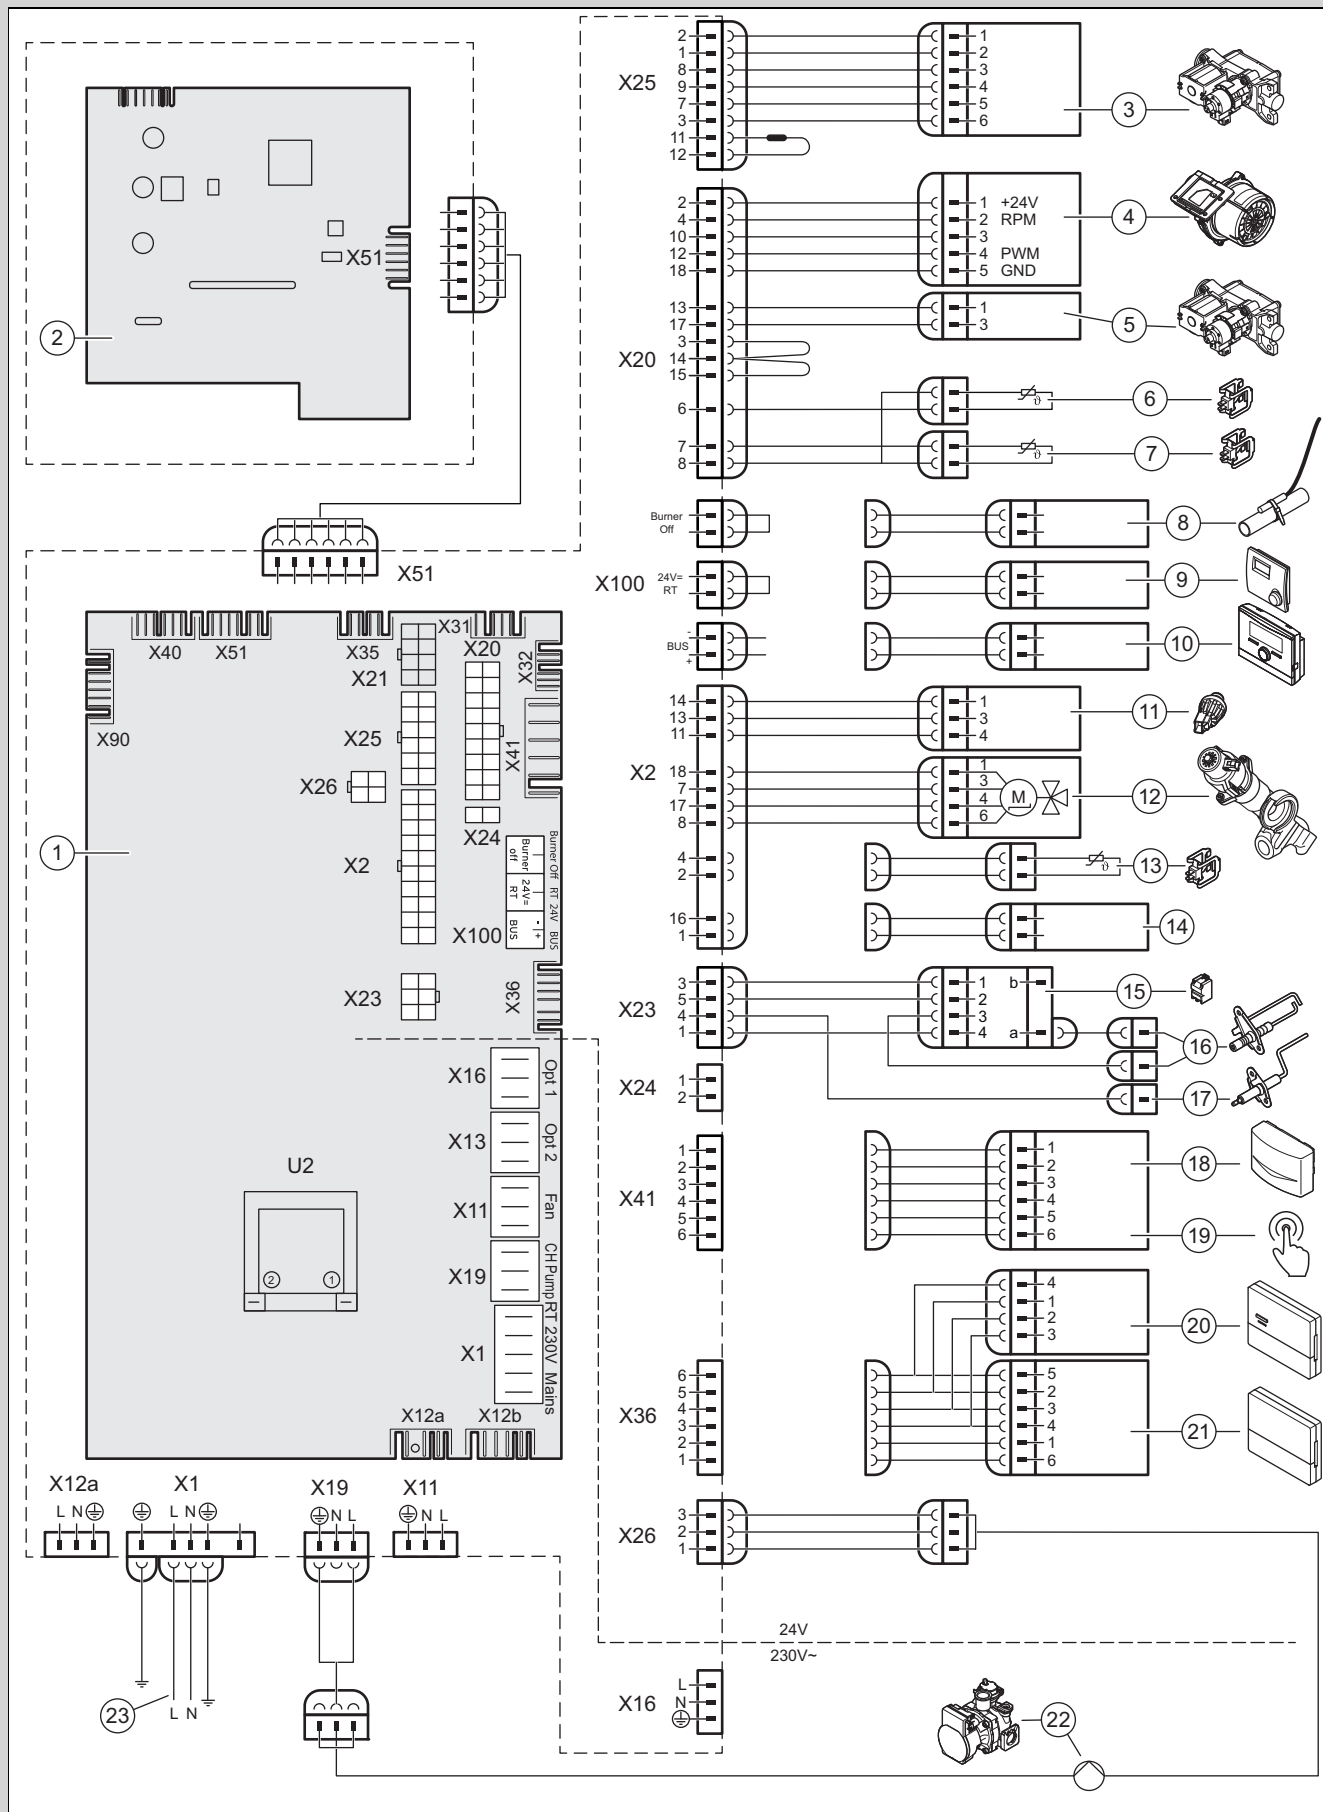 X51
2
X51
1
X40
X51
X35
X31
X20
X32
X21
X90
X25
X41
X26
X24
X2
Burner off
24V= RT
BUS
- +
Burner Off RT 24V BUS
X100
X23
X36
X16
Opt 1
X13
Opt 2
U2
X11
Fan
X19
CH Pump
2
1
X1
RT 230V Mains
X12a
X12b
X12a
L N
X1
L N
X19
N L
X11
N L
23
L N
X25
2
1
8
9
7
3
11
12
1
2
3
4
5
6
3
X20
2
4
10
12
18
13
17
3
14
15
6
7
8
1 +24V
2 RPM
3
4 PWM
5 GND
4
1
3
5
ϑ
6
ϑ
7
Burner
Off
8
X100
24V=
RT
9
-
BUS
+
10
X2
14
13
11
18
7
17
8
4
2
16
1
1
3
4
11
1
3
4
6
M
12
ϑ
13
14
X23
3
5
4
1
1
2
3
4
b
a
15
16
17
X24
1
2
X41
1
2
3
4
5
6
1
2
3
4
5
6
18
19
4
1
2
3
20
X36
6
5
4
3
2
1
5
2
3
4
1
6
21
X26
3
2
1
24V
230V~
X16
L
N
22